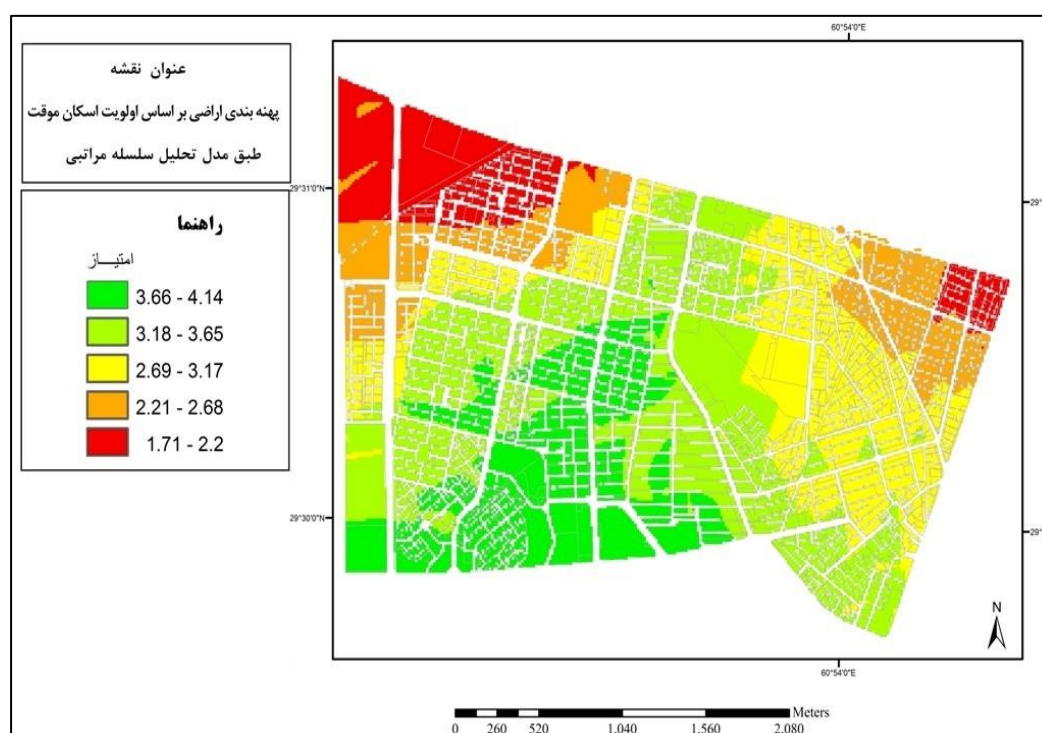 عنوان نقشه
پهنه بندی اراضی بر اساس اولویت اسکان موقت
طبق مدل تحلیل سلسله مراتبی
راهنما
امتیـــاز
3.66 - 4.14
3.18 - 3.65
2.69 - 3.17
2.21 - 2.68
1.71 - 2.2
60°54'0"E
29°31'0"N
29°
29°30'0"N
29°
N
60°54'0"E
Meters
0 260 520 1.040 1.560 2.080